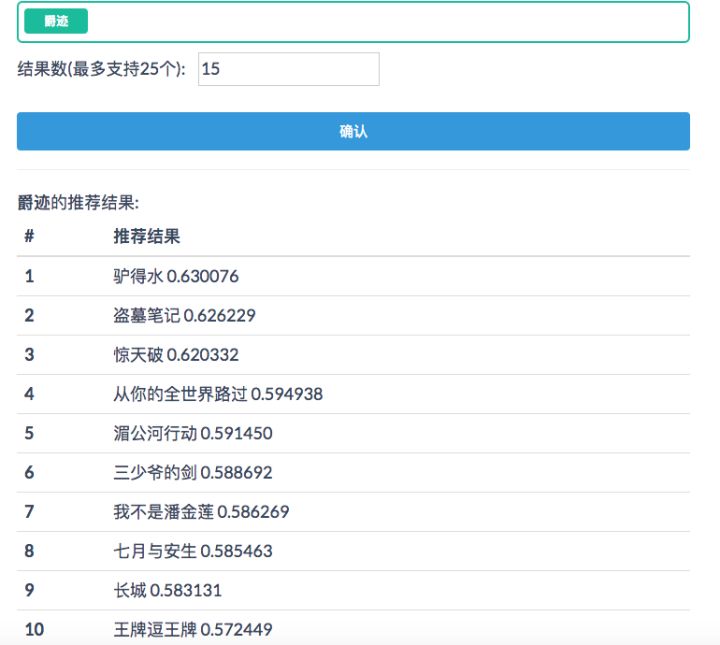 爵迹
结果数(最多支持25个): 15
确认
爵迹的推荐结果:
# 推荐结果
1 驴得水 0.630076
2 盗墓笔记 0.626229
3 惊天破 0.620332
4 从你的全世界路过 0.594938
5 湄公河行动 0.591450
6 三少爷的剑 0.588692
7 我不是潘金莲 0.586269
8 七月与安生 0.585463
9 长城 0.583131
10 王牌逗王牌 0.572449